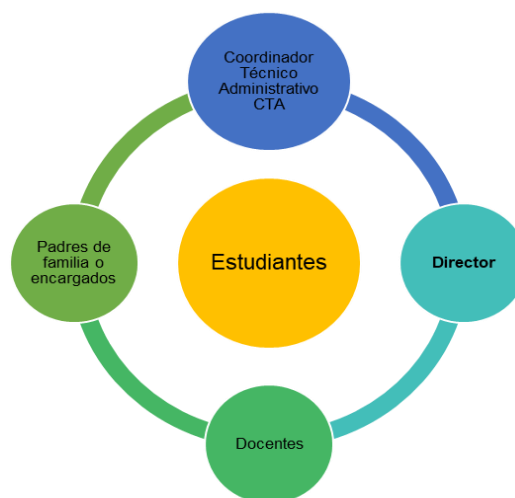 Coordinador
Técnico
Administrativo
CTA
Padres de
familia o
encargados
Estudiantes
Director
Docentes